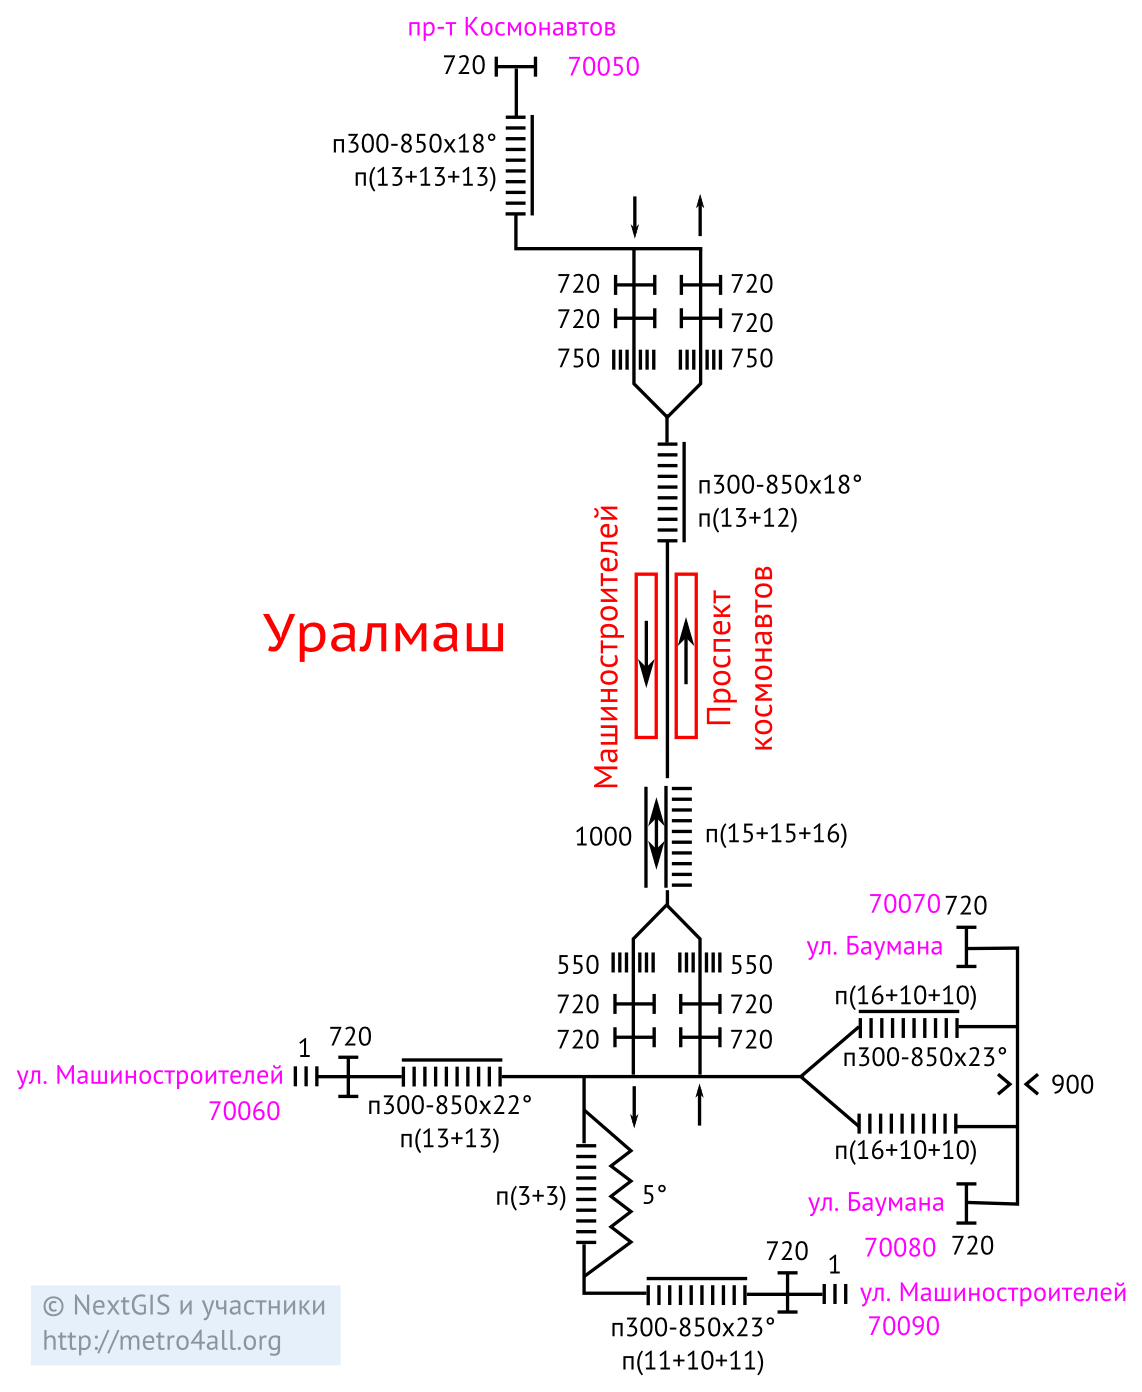 пр-т Космонавтов
720
70050
п300-850x18°
п(13+13+13)
720
720
720
720
750
750
п300-850x18°
п(13+12)
Уралмаш
Машиностроителей
Проспект
космонавтов
1000
п(15+15+16)
70070
720
ул. Баумана
550
550
720
720
720
720
п(16+10+10)
п300-850x23°
900
п(16+10+10)
ул. Баумана
70080
720
ул. Машиностроителей
70060
1
720
п300-850x22°
п(13+13)
п(3+3)
5°
720
1
ул. Машиностроителей
70090
п300-850x23°
п(11+10+11)
© NextGIS и участники
http://metro4all.org